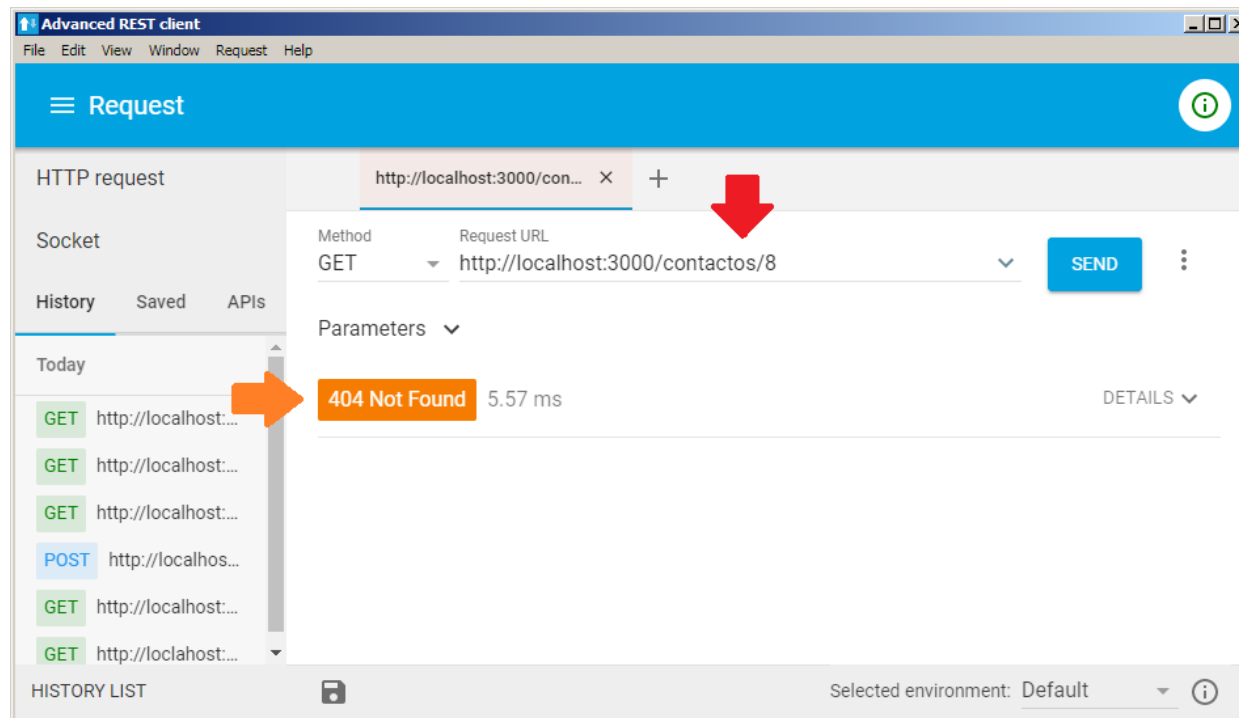 Advanced REST client
File Edit View Window Request Help
Request
HTTP request
http://localhost:3000/con...
Socket
Method
Request URL
GET
http://localhost:3000/contactos/8
SEND
History Saved APIs
Parameters
Today
404 Not Found 5.57 ms
DETAILS
GET http://localhost:...
GET http://localhost:...
GET http://localhost:...
POST http://localhos...
GET http://localhost:...
GET http://loclahost:...
HISTORY LIST
Selected environment: Default